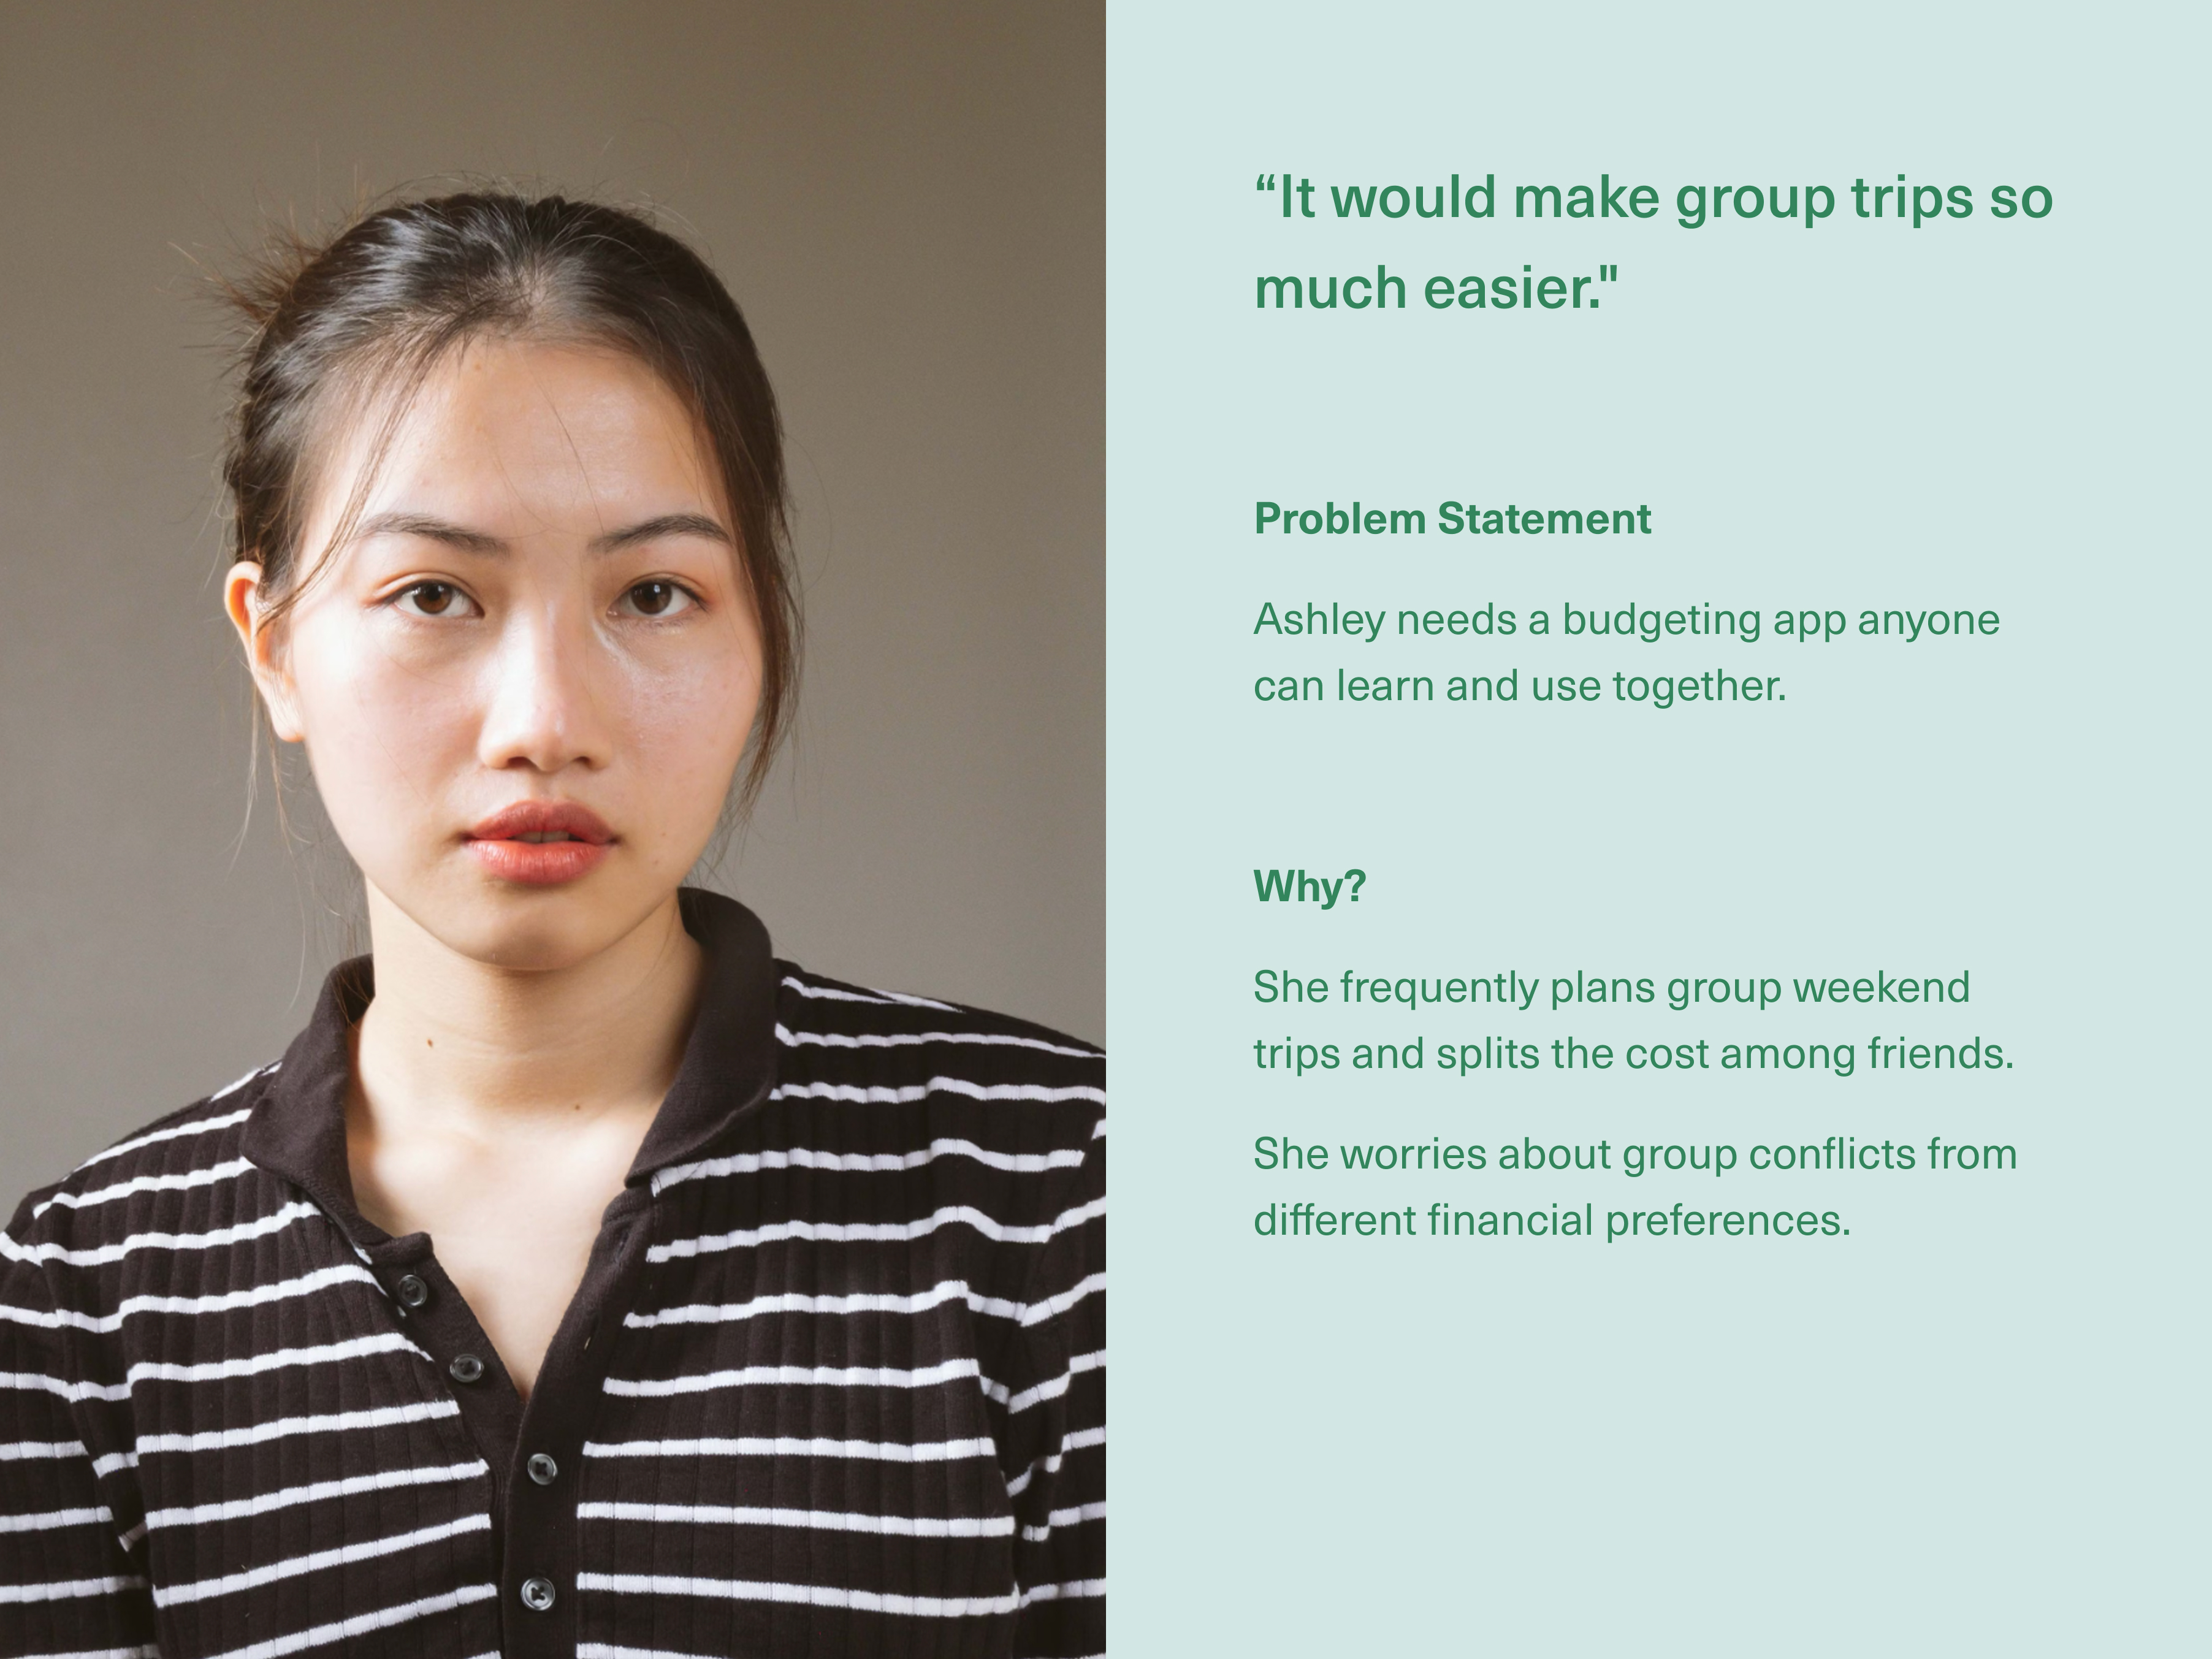 “It would make group trips so
much easier."
Problem Statement
Ashley needs a budgeting app anyone
can learn and use together.
Why?
She frequently plans group weekend
trips and splits the cost among friends.
She worries about group conflicts from
different financial preferences.